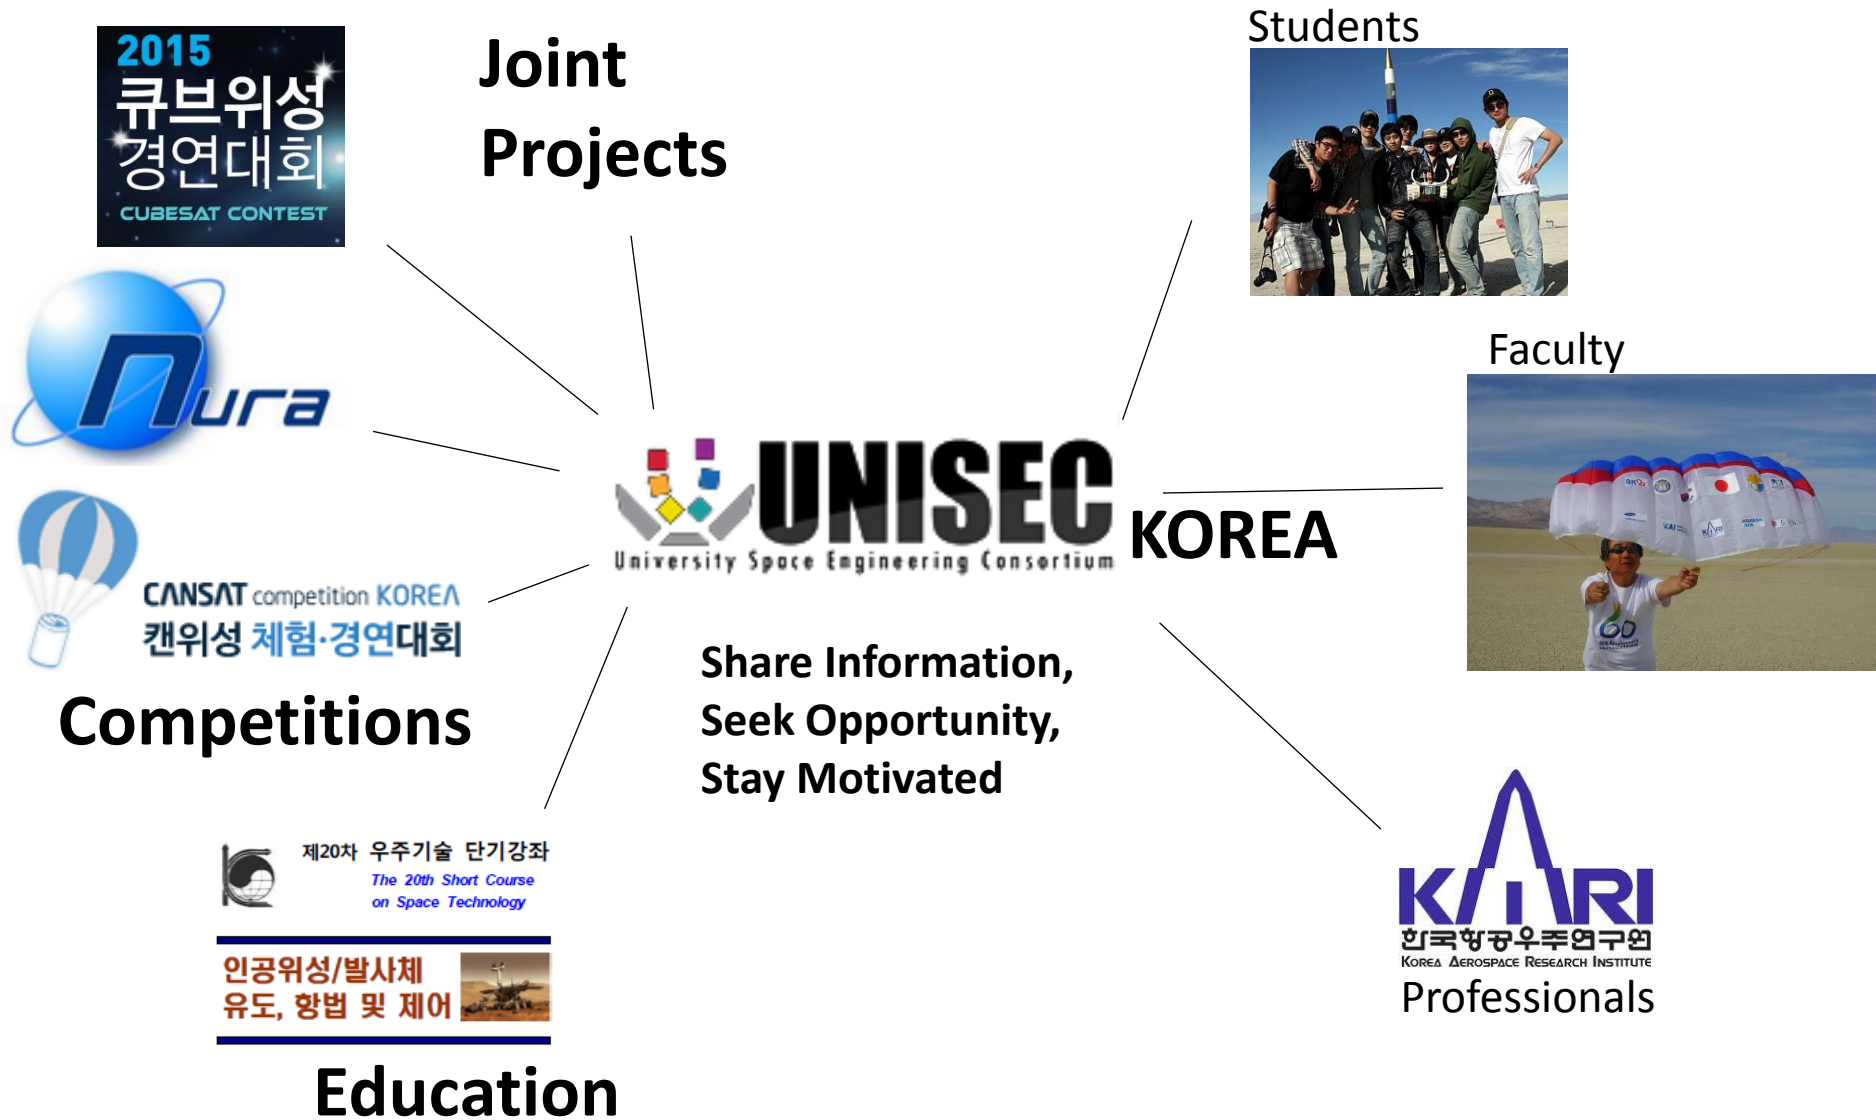 2015
큐브위성
경연대회
CUBESAT CONTEST
Joint
Projects
Students
nura
Faculty
UNISEC
University Space Engineering Consortium
KOREA
CANSAT competition KOREA
캔위성 체험·경연대회
Competitions
Share Information,
Seek Opportunity,
Stay Motivated
제20차 우주기술 단기강좌
The 20th Short Course
on Space Technology
인공위성/발사체
유도, 항법 및 제어
Education
KARI
한국항공우주연구원
KOREA AEROSPACE RESEARCH INSTITUTE
Professionals